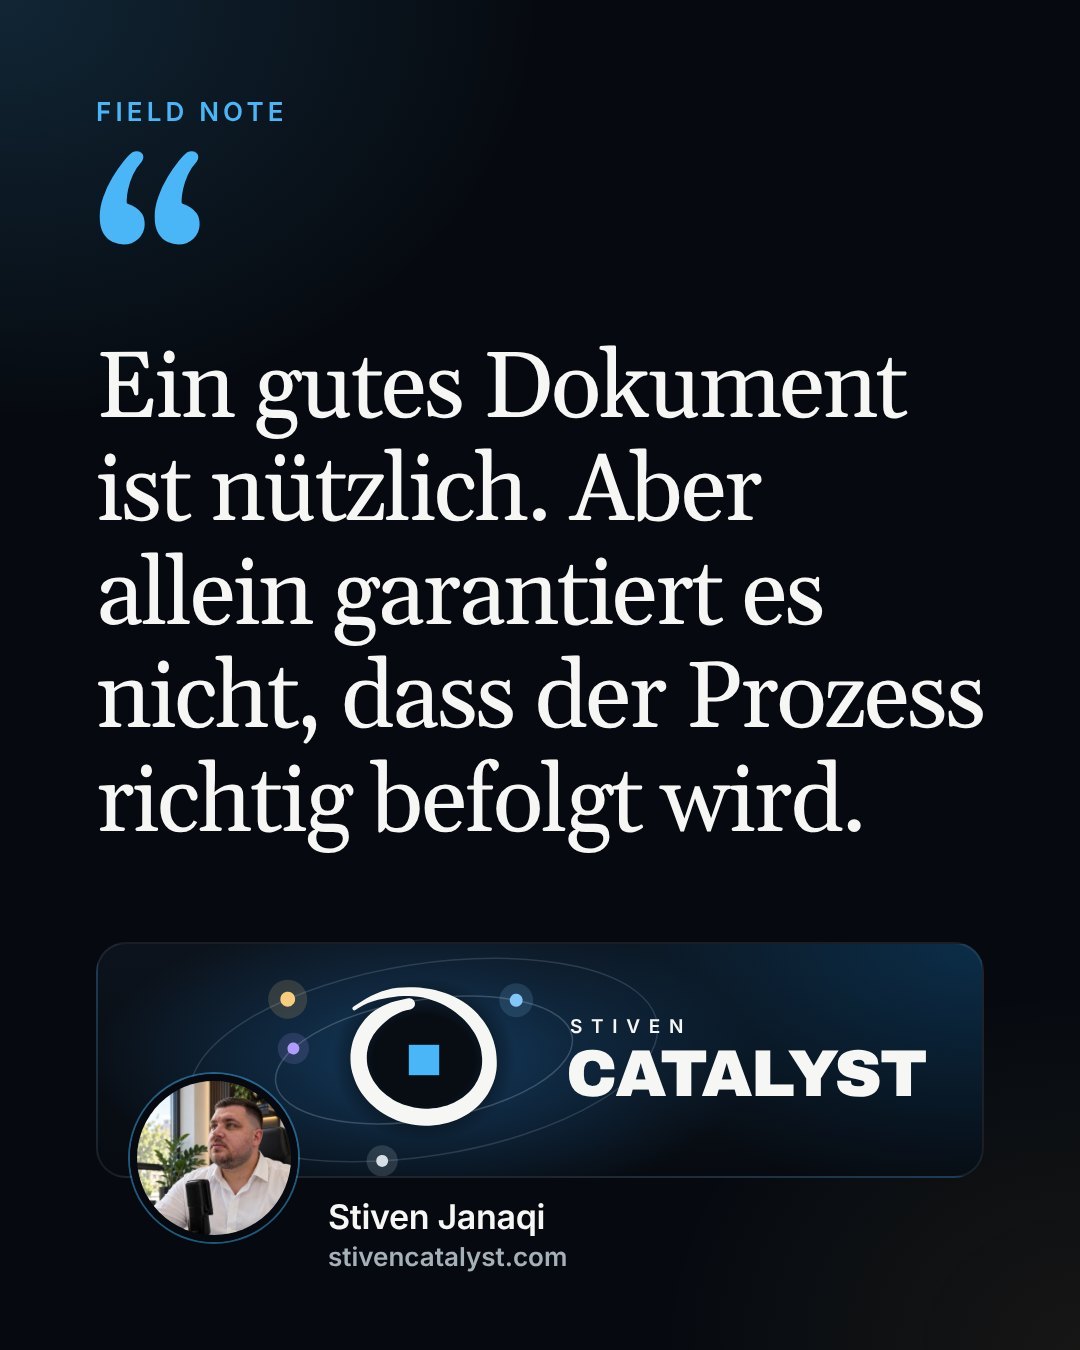 FIELD NOTE
“
Ein gutes Dokument
ist nützlich. Aber
allein garantiert es
nicht, dass der Prozess
richtig befolgt wird.
STIVEN
CATALYST
Stiven Janaqi
stivencatalyst.com